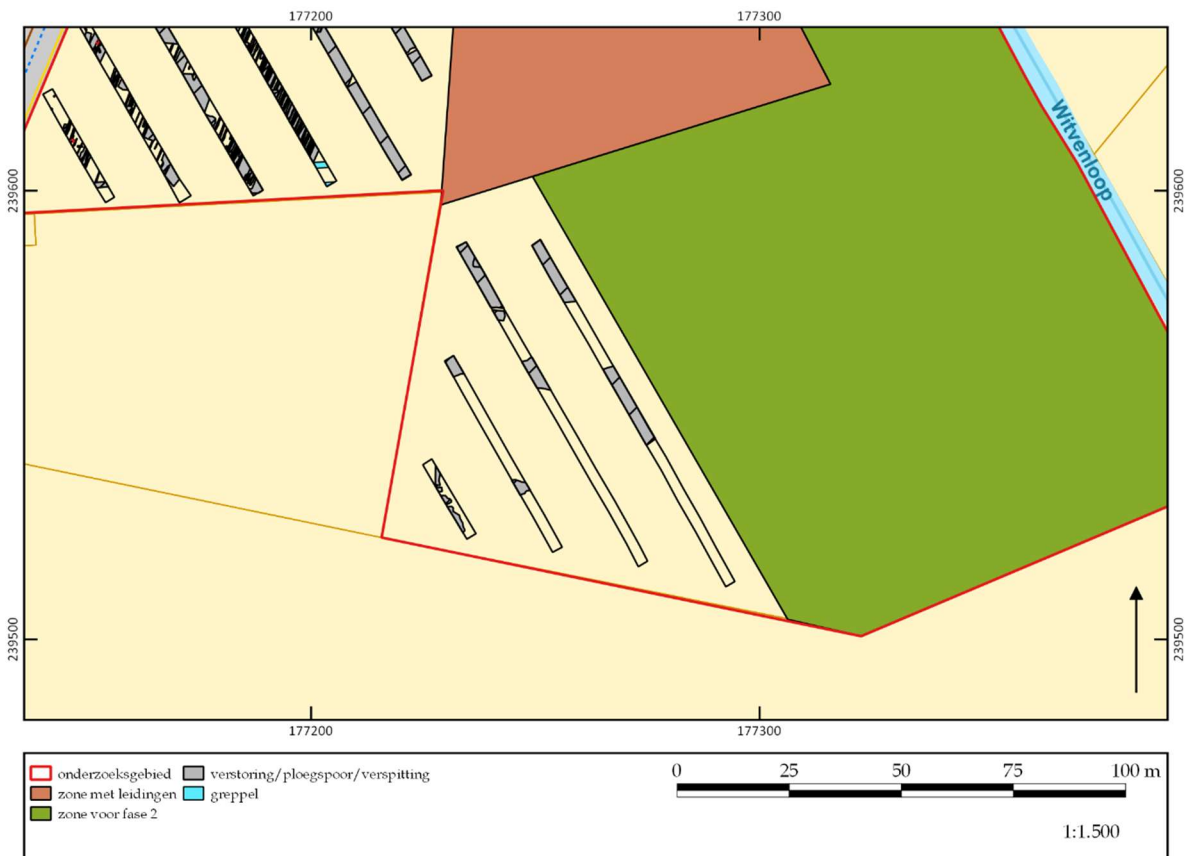 177200 177300
239600 239600
Witvenloop
239500 239500
177200 177300
onderzoeksgebied verstoring/ploegspoor/verspitting
zone met leidingen greppel
zone voor fase 2
0 25 50 75 100 m
1:1.500